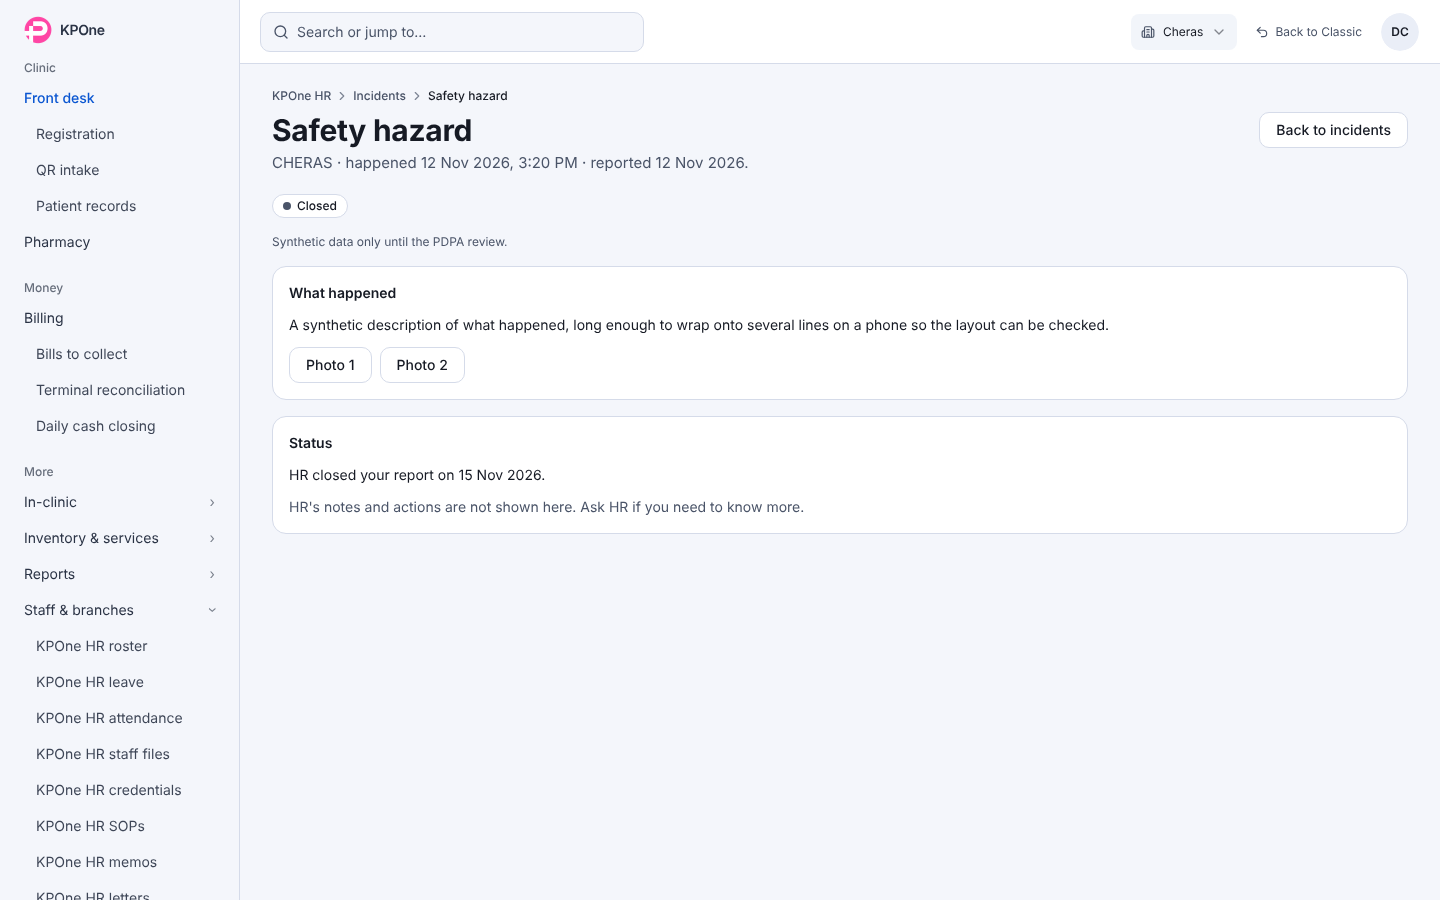 KPOne
Search or jump to...
Cheras
Back to Classic
DC
Clinic
Front desk
Registration
QR intake
Patient records
Pharmacy
Money
Billing
Bills to collect
Terminal reconciliation
Daily cash closing
More
In-clinic
Inventory & services
Reports
Staff & branches
KPOne HR roster
KPOne HR leave
KPOne HR attendance
KPOne HR staff files
KPOne HR credentials
KPOne HR SOPs
KPOne HR memos
KPOne HR letters
KPOne HR > Incidents > Safety hazard
Safety hazard
Back to incidents
CHERAS · happened 12 Nov 2026, 3:20 PM · reported 12 Nov 2026.
Closed
Synthetic data only until the PDPA review.
What happened
A synthetic description of what happened, long enough to wrap onto several lines on a phone so the layout can be checked.
Photo 1
Photo 2
Status
HR closed your report on 15 Nov 2026.
HR's notes and actions are not shown here. Ask HR if you need to know more.